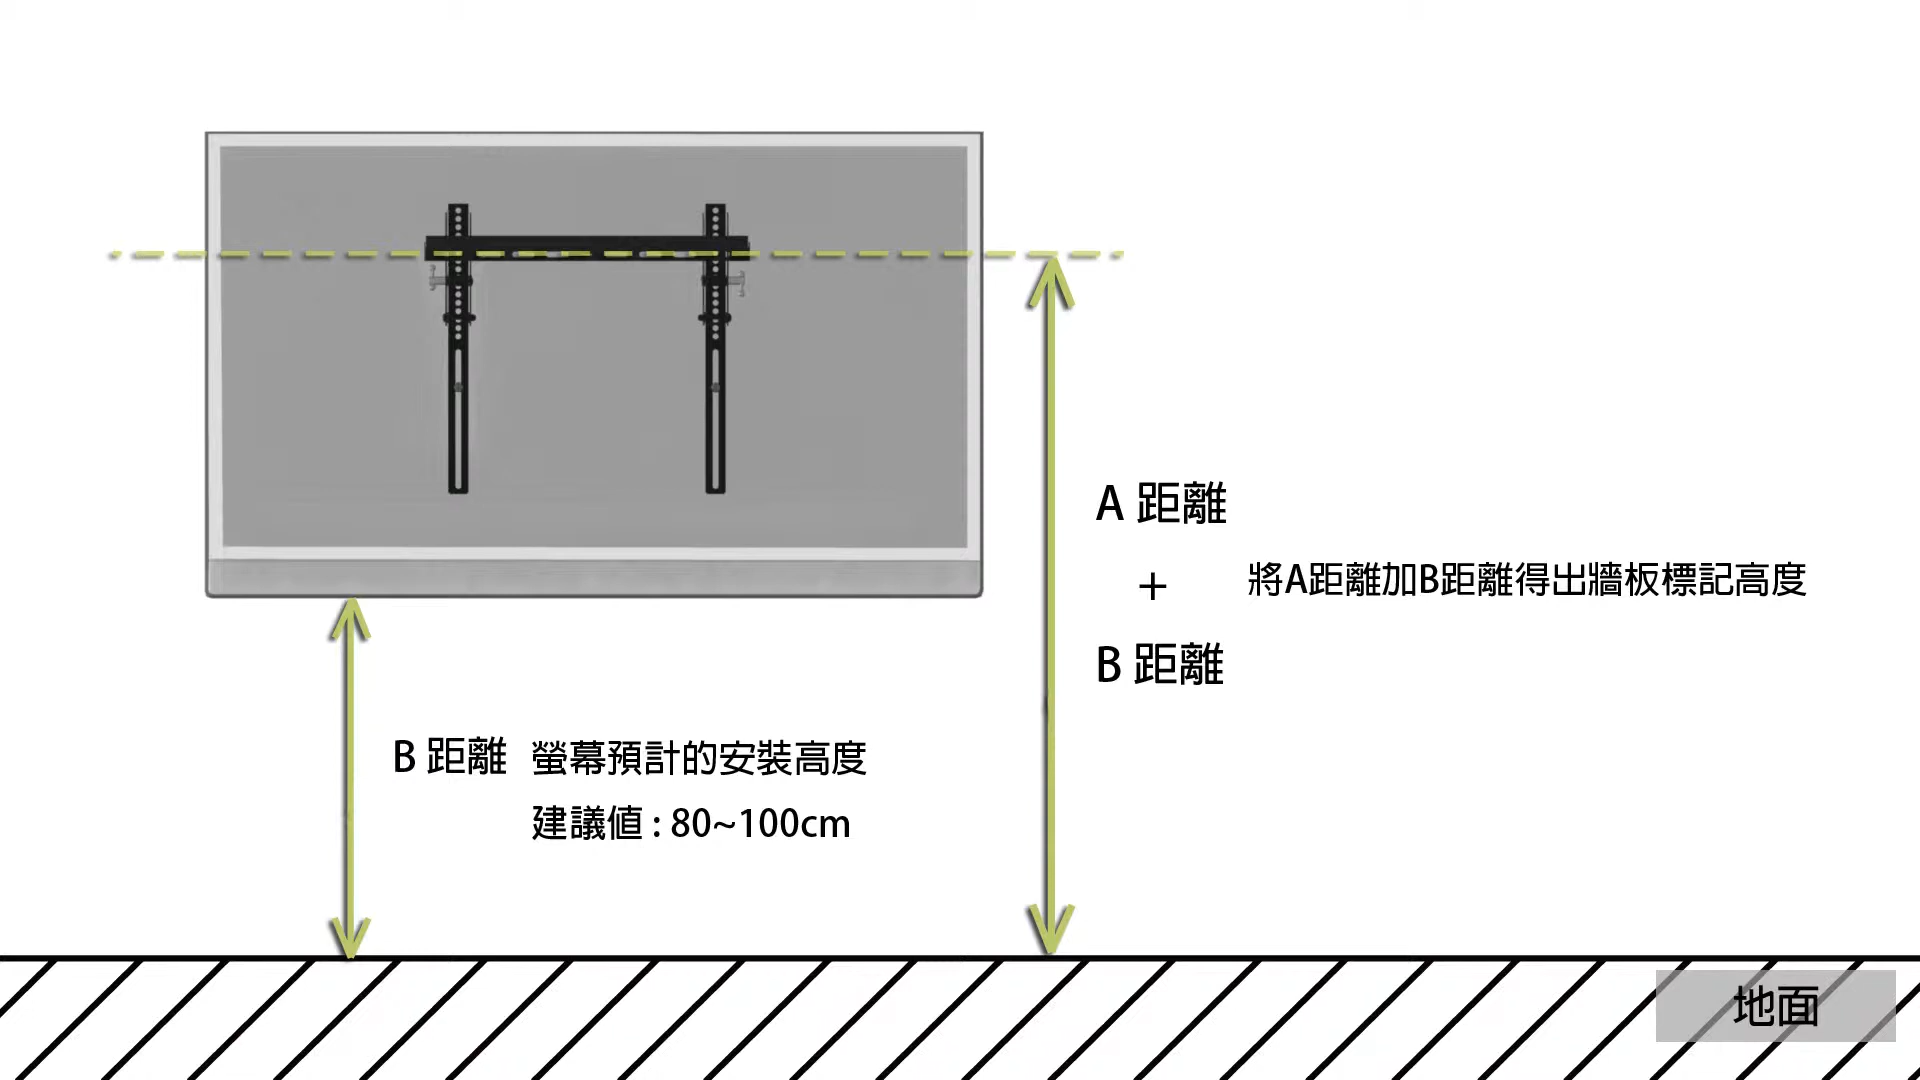 A 距離
+
將A距離加B距離得出牆板標記高度
B 距離
B 距離 螢幕預計的安裝高度
建議值 : 80~100cm
地面